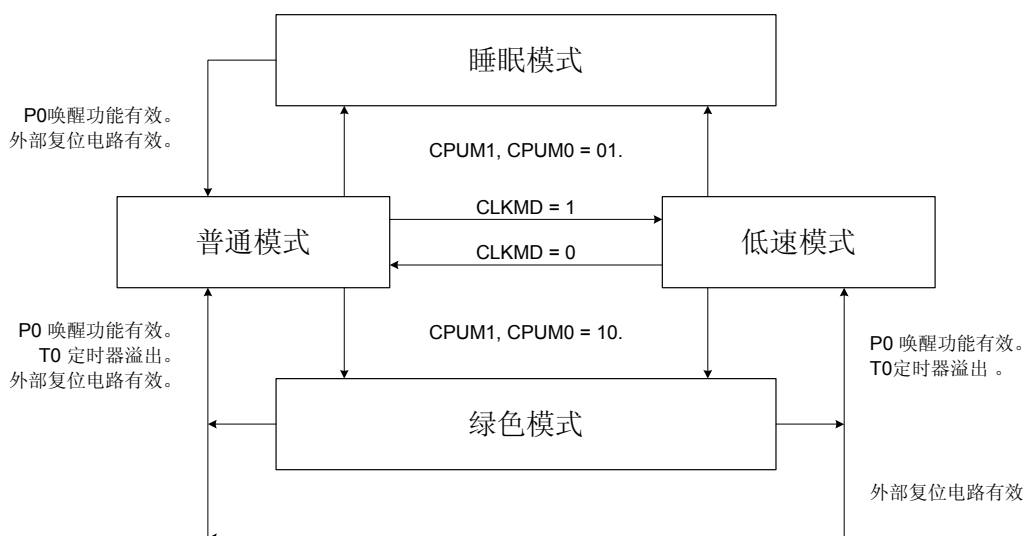 睡眠模式
P0唤醒功能有效。
外部复位电路有效。
CPUM1, CPUM0 = 01.
CLKMD = 1
普通模式
低速模式
CLKMD = 0
P0 唤醒功能有效。
T0 定时器溢出。
外部复位电路有效。
CPUM1, CPUM0 = 10.
P0 唤醒功能有效。
T0定时器溢出 。
绿色模式
外部复位电路有效